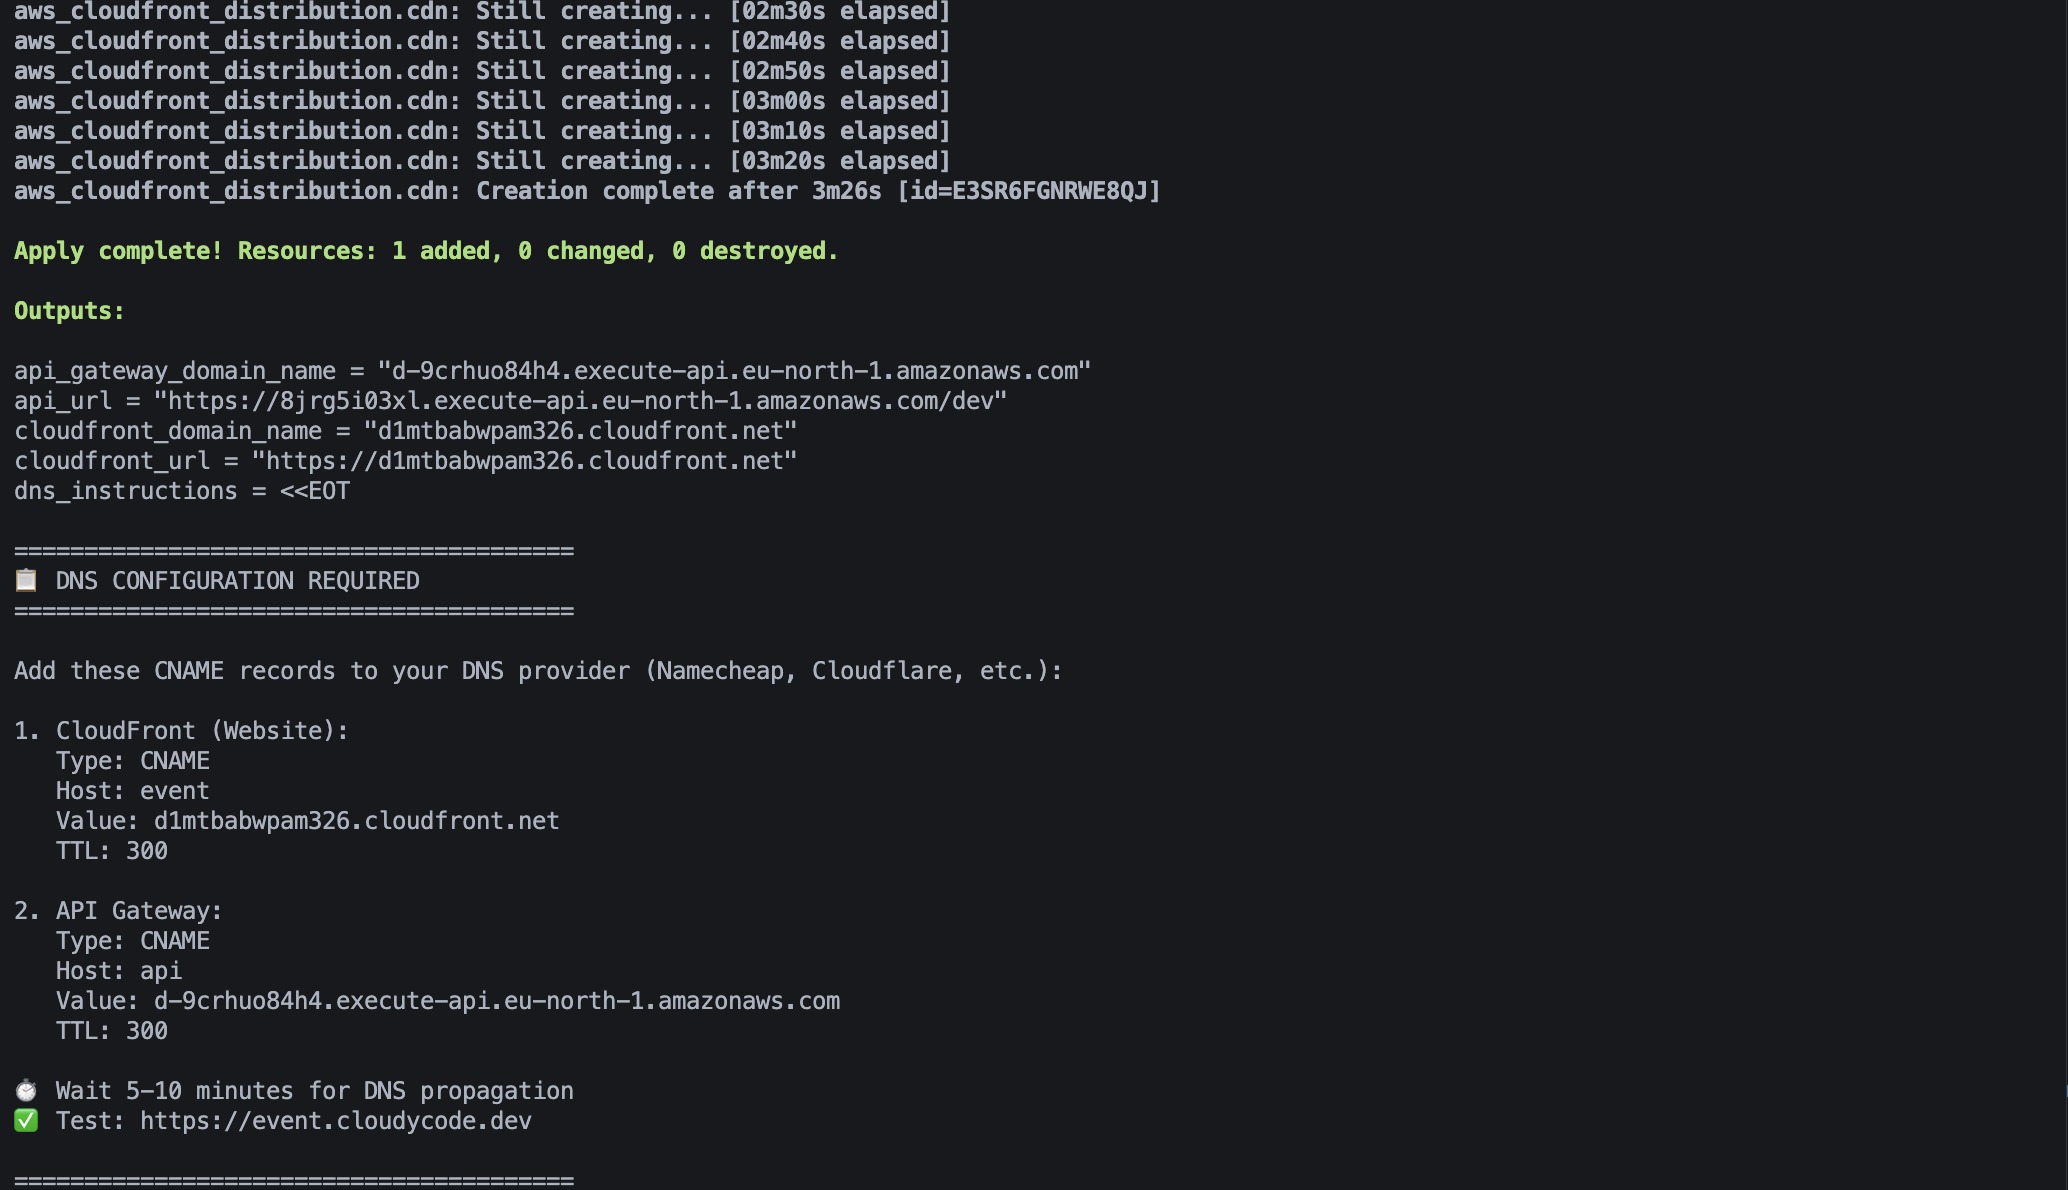 aws_cloudfront_distribution.cdn: Still creating... [02m30s elapsed]
aws_cloudfront_distribution.cdn: Still creating... [02m40s elapsed]
aws_cloudfront_distribution.cdn: Still creating... [02m50s elapsed]
aws_cloudfront_distribution.cdn: Still creating... [03m00s elapsed]
aws_cloudfront_distribution.cdn: Still creating... [03m10s elapsed]
aws_cloudfront_distribution.cdn: Still creating... [03m20s elapsed]
aws_cloudfront_distribution.cdn: Creation complete after 3m26s [id=E3SR6FGNRWE8QJ]
Apply complete! Resources: 1 added, 0 changed, 0 destroyed.
Outputs:
api_gateway_domain_name = "d-9crhuo84h4.execute-api.eu-north-1.amazonaws.com"
api_url = "https://8jrg5i03xl.execute-api.eu-north-1.amazonaws.com/dev"
cloudfront_domain_name = "d1mtbabwpam326.cloudfront.net"
cloudfront_url = "https://d1mtbabwpam326.cloudfront.net"
dns_instructions = <<EOT
========================================
📋 DNS CONFIGURATION REQUIRED
========================================
Add these CNAME records to your DNS provider (Namecheap, Cloudflare, etc.):
1. CloudFront (Website):
Type: CNAME
Host: event
Value: d1mtbabwpam326.cloudfront.net
TTL: 300
2. API Gateway:
Type: CNAME
Host: api
Value: d-9crhuo84h4.execute-api.eu-north-1.amazonaws.com
TTL: 300
⏱️ Wait 5-10 minutes for DNS propagation
✅ Test: https://event.cloudycode.dev
========================================